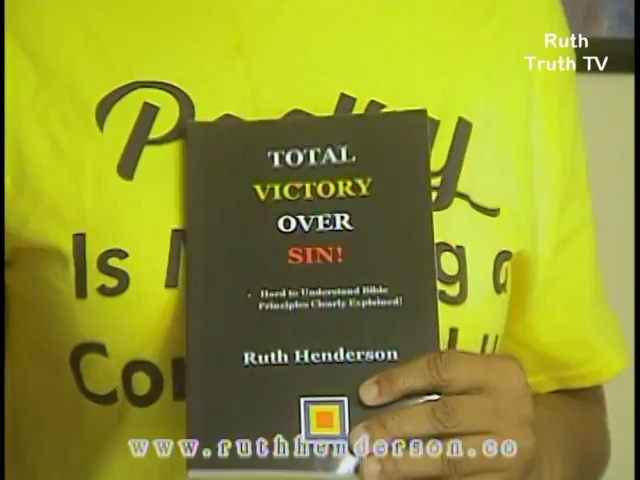 Ruth
Truth TV
TOTAL
VICTORY
OVER
SIN!
• Hard to Understand Bible
Principles Clearly Explained!
Ruth Henderson
Is
g a
www.ruthhenderson.co